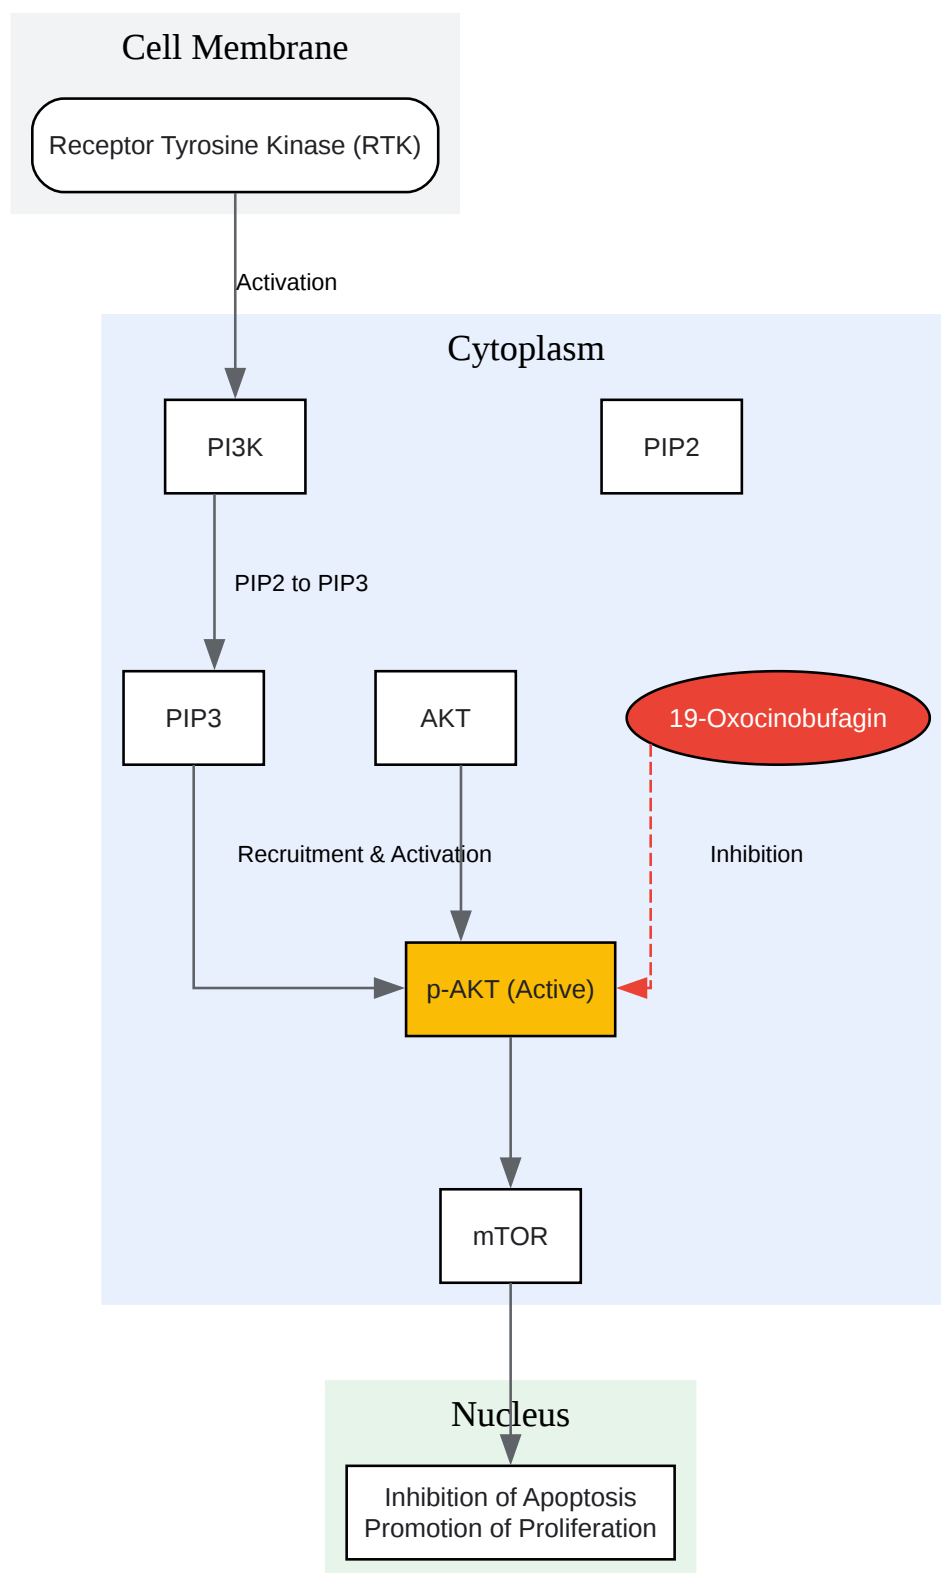 Cell Membrane
Receptor Tyrosine Kinase (RTK)
Activation
Cytoplasm
PI3K
PIP2
PIP2 to PIP3
PIP3
AKT
19-Oxocinobufagin
Recruitment & Activation
Inhibition
p-AKT (Active)
mTOR
Nucleus
Inhibition of Apoptosis
Promotion of Proliferation